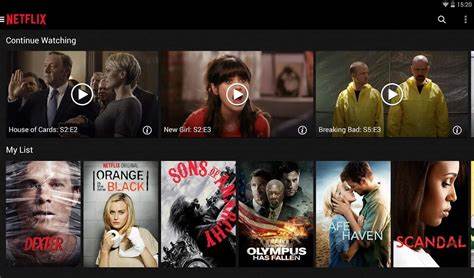 15:20
NETFLIX
Continue Watching
House of Cards: S2:E2
New Girl: S2:E3
Breaking Bad: S5:E3
My List
DEXTER
NETFLIX ORIGINAL
ORANGE
IS THE NEW
BLACK
SONS OF
ANARCHY
OLYMPUS
HAS FALLEN
SAFE
HAVEN
SCANDAL